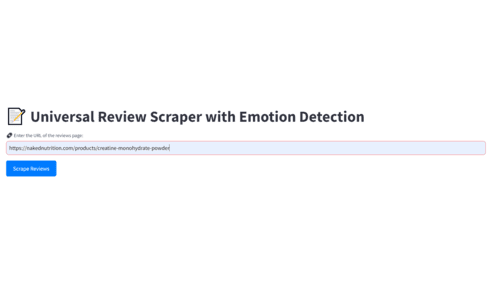 Universal Review Scraper with Emotion Detection
Enter the URL of the reviews page:
https://nakednutrition.com/products/creatine-monohydrate-powder
Scrape Reviews